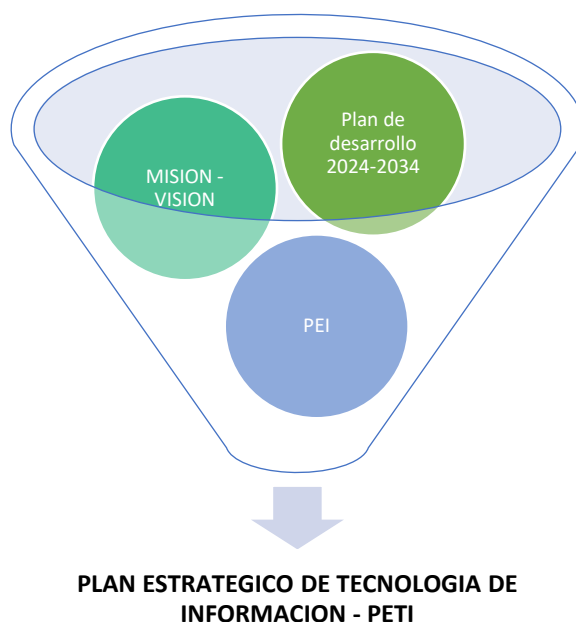 Plan de
desarrollo
2024-2034
MISION -
VISION
PEI
PLAN ESTRATEGICO DE TECNOLOGIA DE
INFORMACION - PETI